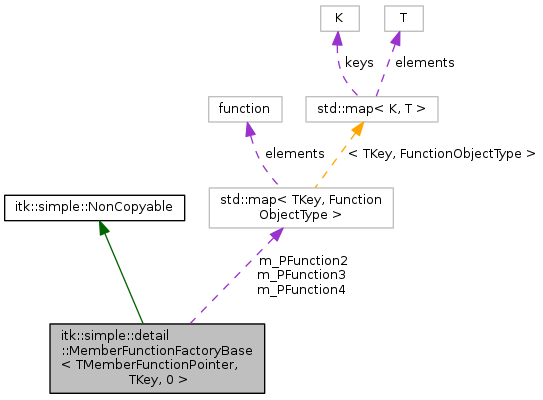 K
T
keys
elements
function
std::map< K, T >
elements
< TKey, FunctionObjectType >
itk::simple::NonCopyable
std::map< TKey, Function
ObjectType >
m_PFunction2
m_PFunction3
m_PFunction4
itk::simple::detail
::MemberFunctionFactoryBase
< TMemberFunctionPointer,
TKey, 0 >